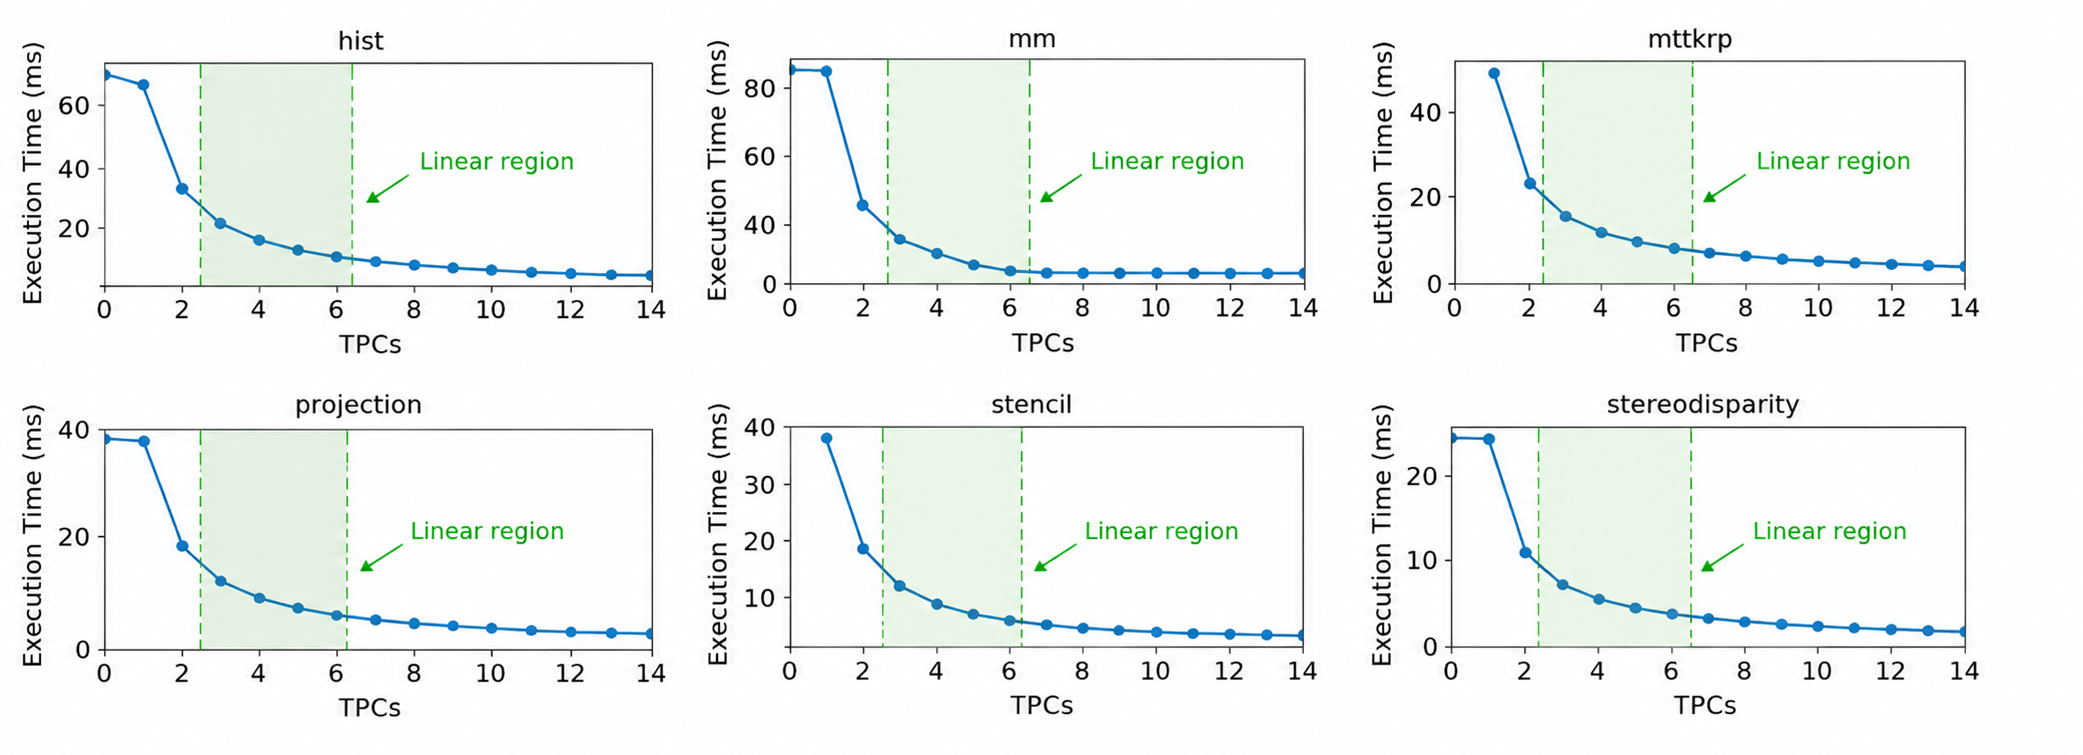 hist
Execution Time (ms)
60
40
20
Linear region
0 2 4 6 8 10 12 14
TPCs
mm
Execution Time (ms)
80
60
40
0
Linear region
0 2 4 6 8 10 12 14
TPCs
mttkrp
Execution Time (ms)
40
20
0
Linear region
0 2 4 6 8 10 12 14
TPCs
projection
Execution Time (ms)
40
20
0
Linear region
0 2 4 6 8 10 12 14
TPCs
stencil
Execution Time (ms)
40
30
20
10
Linear region
0 2 4 6 8 10 12 14
TPCs
stereodisparity
Execution Time (ms)
20
10
0
Linear region
0 2 4 6 8 10 12 14
TPCs